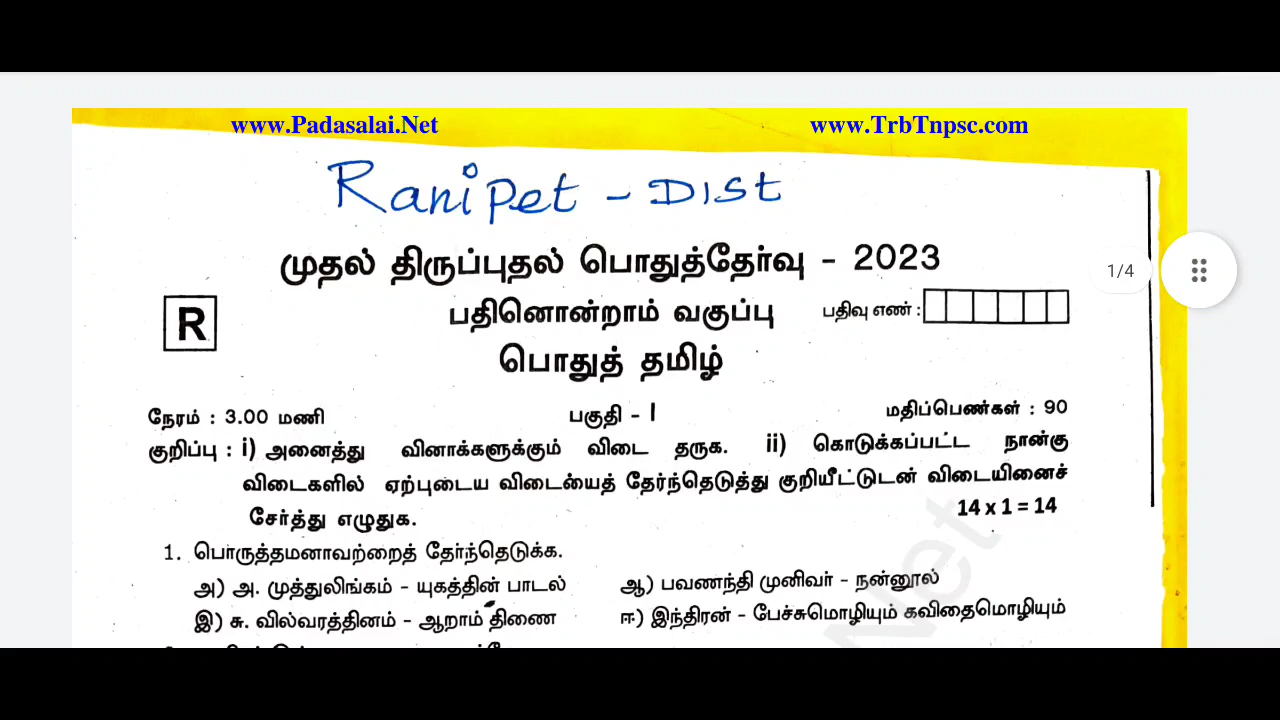 www.Padasalai.Net www.TrbTnpsc.com
Ranipet - DIST
முதல் திருப்புதல் பொதுத்தேர்வு - 2023
1/4
R பதினொன்றாம் வகுப்பு பதிவு எண் :
பொதுத் தமிழ்
நேரம் : 3.00 மணி பகுதி - I மதிப்பெண்கள் : 90
குறிப்பு : i) அனைத்து வினாக்களுக்கும் விடை தருக. ii) கொடுக்கப்பட்ட நான்கு
விடைகளில் ஏற்புடைய விடையைத் தேர்ந்தெடுத்து குறியீட்டுடன் விடையினைச்
சேர்த்து எழுதுக. 14 x 1 = 14
1. பொருத்தமனாவற்றைத் தேர்ந்தெடுக்க.
அ) அ. முத்துலிங்கம் - யுகத்தின் பாடல் ஆ) பவணந்தி முனிவர் - நன்னூல்
இ) சு. வில்வரத்தினம் - ஆறாம் திணை ஈ) இந்திரன் - பேச்சுமொழியும் கவிதைமொழியும்
Net